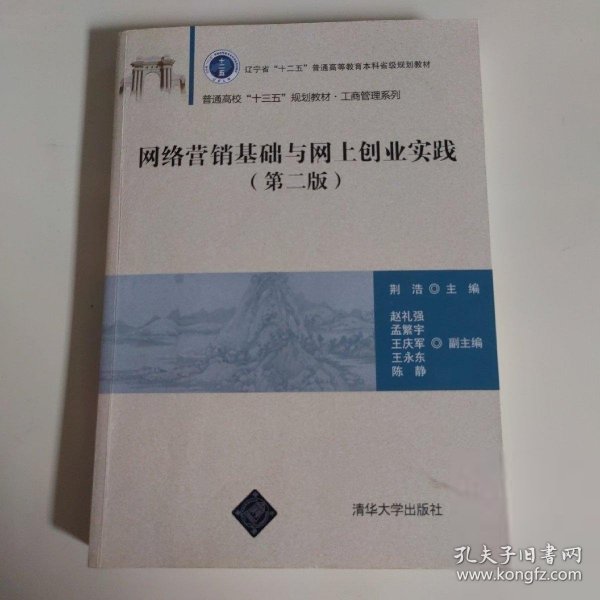 十二五
辽宁省“十二五”普通高等教育本科省级规划教材
普通高校“十三五”规划教材·工商管理系列
网络营销基础与网上创业实践
（第二版）
荆 浩 ◎ 主 编
赵礼强
孟繁宇
王庆军 ◎ 副主编
王永东
陈 静
清华大学出版社
孔夫子旧书网
www.kongfz.com